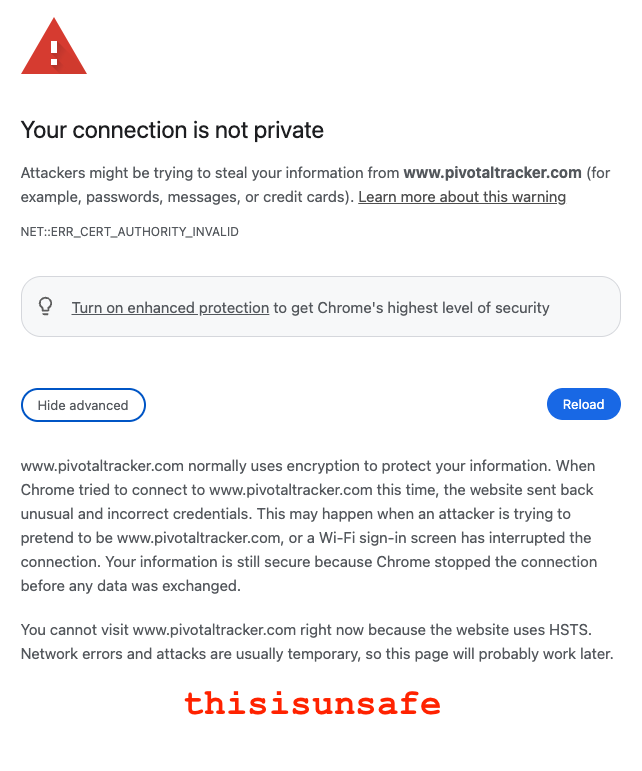 Your connection is not private
Attackers might be trying to steal your information from www.pivotaltracker.com (for
example, passwords, messages, or credit cards). Learn more about this warning
NET::ERR_CERT_AUTHORITY_INVALID
Turn on enhanced protection to get Chrome's highest level of security
Hide advanced
Reload
www.pivotaltracker.com normally uses encryption to protect your information. When
Chrome tried to connect to www.pivotaltracker.com this time, the website sent back
unusual and incorrect credentials. This may happen when an attacker is trying to
pretend to be www.pivotaltracker.com, or a Wi-Fi sign-in screen has interrupted the
connection. Your information is still secure because Chrome stopped the connection
before any data was exchanged.
You cannot visit www.pivotaltracker.com right now because the website uses HSTS.
Network errors and attacks are usually temporary, so this page will probably work later.
thisisunsafe